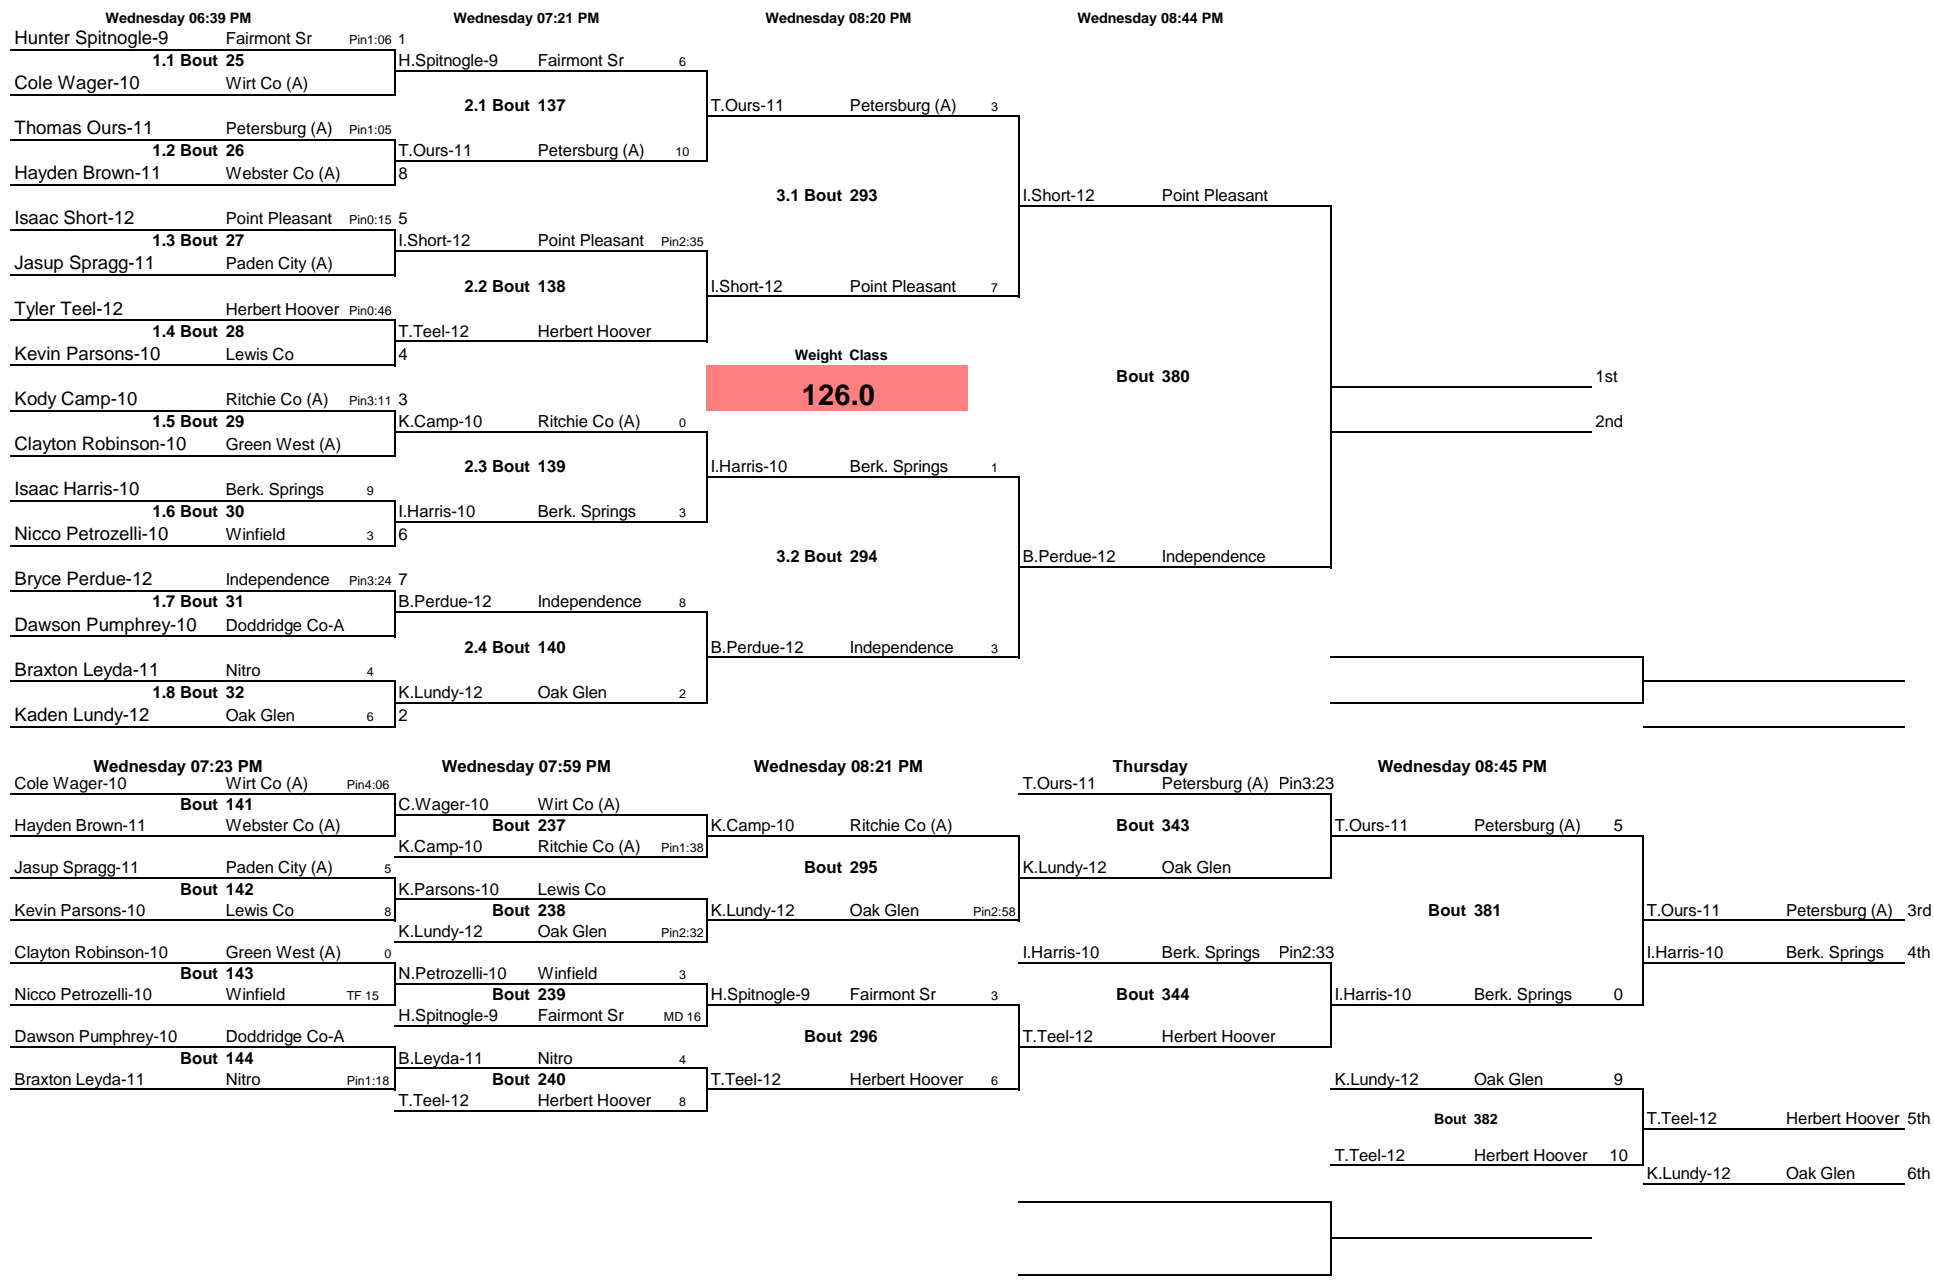 Wednesday 06:39 PM Wednesday 07:21 PM Wednesday 08:20 PM Wednesday 08:44 PM
Hunter Spitnogle-9 Fairmont Sr Pin1:06 1
1.1 Bout 25 H.Spitnogle-9 Fairmont Sr 6
Cole Wager-10 Wirt Co (A)
2.1 Bout 137 T.Ours-11 Petersburg (A) 3
Thomas Ours-11 Petersburg (A) Pin1:05
1.2 Bout 26 T.Ours-11 Petersburg (A) 10
Hayden Brown-11 Webster Co (A) 8
3.1 Bout 293 I.Short-12 Point Pleasant
Isaac Short-12 Point Pleasant Pin0:15 5
1.3 Bout 27 I.Short-12 Point Pleasant Pin2:35
Jasup Spragg-11 Paden City (A)
2.2 Bout 138 I.Short-12 Point Pleasant 7
Tyler Teel-12 Herbert Hoover Pin0:46
1.4 Bout 28 T.Teel-12 Herbert Hoover
Kevin Parsons-10 Lewis Co 4 Weight Class
Bout 380 1st
126.0
Kody Camp-10 Ritchie Co (A) Pin3:11 3
1.5 Bout 29 K.Camp-10 Ritchie Co (A) 0 2nd
Clayton Robinson-10 Green West (A)
2.3 Bout 139 I.Harris-10 Berk. Springs 1
Isaac Harris-10 Berk. Springs 9
1.6 Bout 30 I.Harris-10 Berk. Springs 3
Nicco Petrozelli-10 Winfield 3 6
3.2 Bout 294 B.Perdue-12 Independence
Bryce Perdue-12 Independence Pin3:24 7
1.7 Bout 31 B.Perdue-12 Independence 8
Dawson Pumphrey-10 Doddridge Co-A
2.4 Bout 140 B.Perdue-12 Independence 3
Braxton Leyda-11 Nitro 4
1.8 Bout 32 K.Lundy-12 Oak Glen 2
Kaden Lundy-12 Oak Glen 6 2
Wednesday 07:23 PM Wednesday 07:59 PM Wednesday 08:21 PM Thursday Wednesday 08:45 PM
Cole Wager-10 Wirt Co (A) Pin4:06 T.Ours-11 Petersburg (A) Pin3:23
Bout 141 C.Wager-10 Wirt Co (A)
Hayden Brown-11 Webster Co (A) Bout 237 K.Camp-10 Ritchie Co (A) Bout 343 T.Ours-11 Petersburg (A) 5
K.Camp-10 Ritchie Co (A) Pin1:38
Jasup Spragg-11 Paden City (A) 5 Bout 295 K.Lundy-12 Oak Glen
Bout 142 K.Parsons-10 Lewis Co
Kevin Parsons-10 Lewis Co 8 Bout 238 K.Lundy-12 Oak Glen Pin2:58 Bout 381 T.Ours-11 Petersburg (A) 3rd
K.Lundy-12 Oak Glen Pin2:32
Clayton Robinson-10 Green West (A) 0 I.Harris-10 Berk. Springs Pin2:33 I.Harris-10 Berk. Springs 4th
Bout 143 N.Petrozelli-10 Winfield 3
Nicco Petrozelli-10 Winfield TF 15 Bout 239 H.Spitnogle-9 Fairmont Sr 3 Bout 344 I.Harris-10 Berk. Springs 0
H.Spitnogle-9 Fairmont Sr MD 16
Dawson Pumphrey-10 Doddridge Co-A Bout 296 T.Teel-12 Herbert Hoover
Bout 144 B.Leyda-11 Nitro 4
Braxton Leyda-11 Nitro Pin1:18 Bout 240 T.Teel-12 Herbert Hoover 6 K.Lundy-12 Oak Glen 9
T.Teel-12 Herbert Hoover 8
Bout 382 T.Teel-12 Herbert Hoover 5th
T.Teel-12 Herbert Hoover 10
K.Lundy-12 Oak Glen 6th